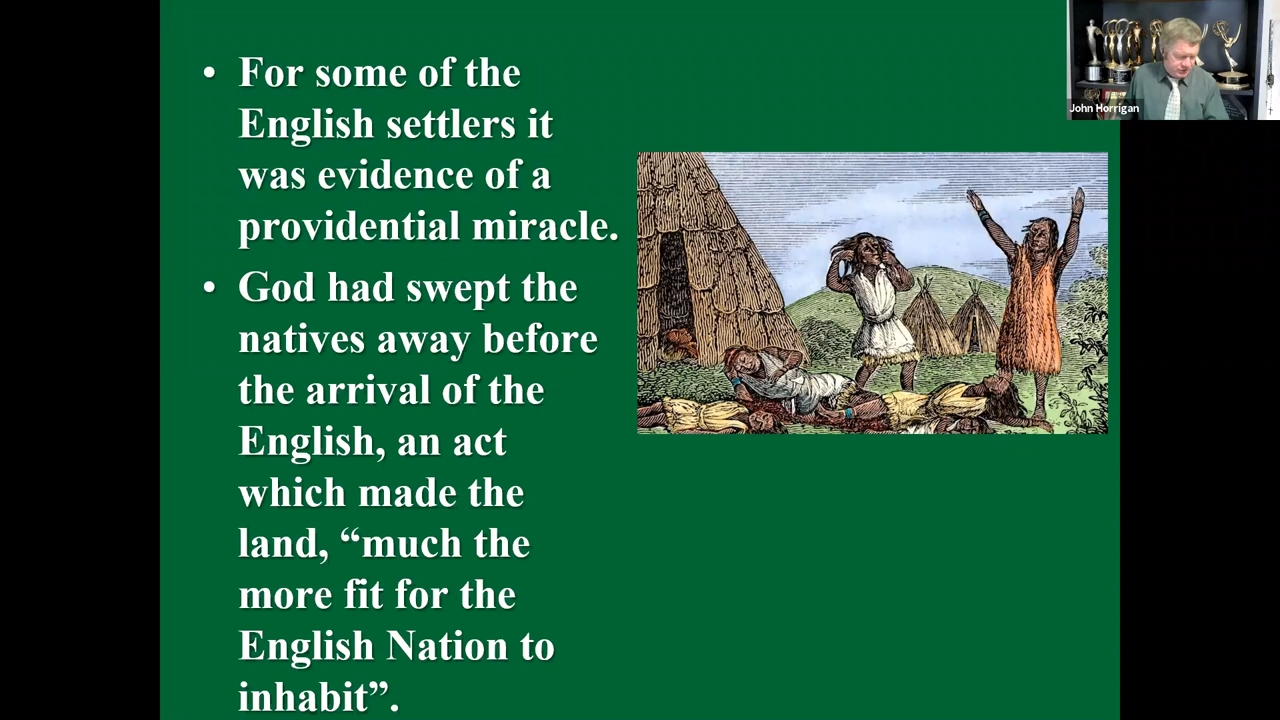 • For some of the
English settlers it
was evidence of a
providential miracle.
• God had swept the
natives away before
the arrival of the
English, an act
which made the
land, “much the
more fit for the
English Nation to
inhabit”.
John Horrigan